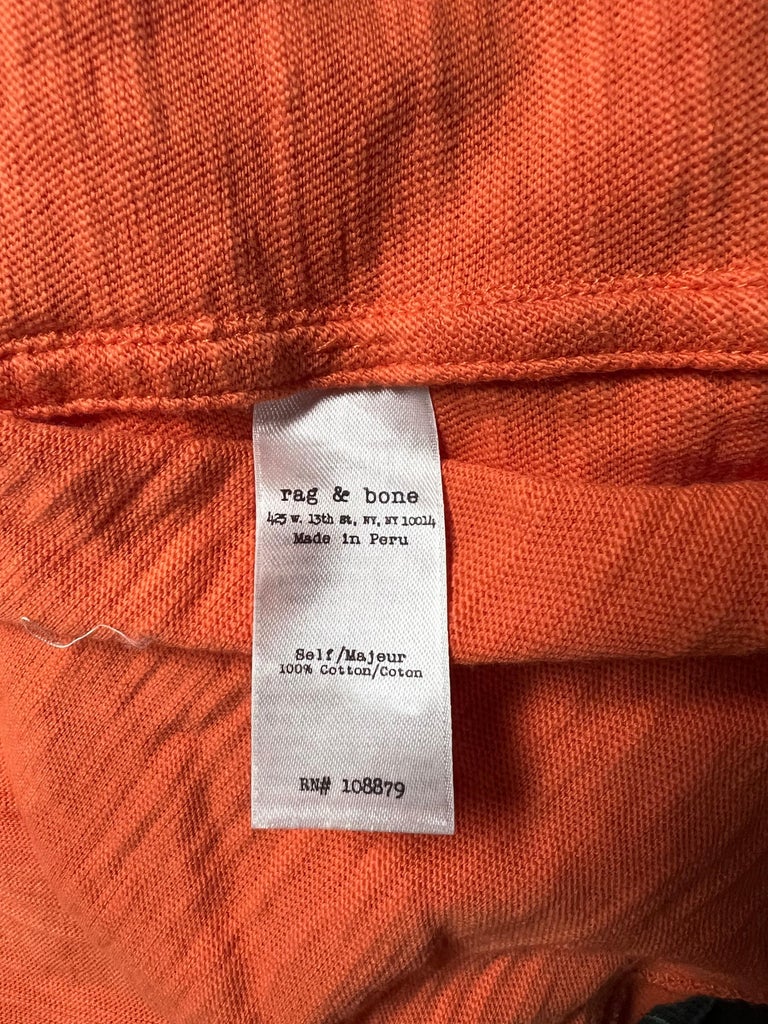 rag & bone
425 W. 13th St, NY, NY 10014
Made in Peru
Self/Majeur
100% Cotton/Coton
RN# 108879